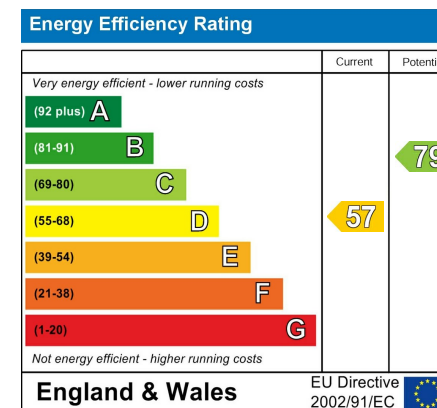 Energy Efficiency Rating
Current Potenti
Very energy efficient - lower running costs
(92 plus) A
(81-91) B
79
(69-80) C
(55-68) D
57
(39-54) E
(21-38) F
(1-20) G
Not energy efficient - higher running costs
England & Wales
EU Directive
2002/91/EC